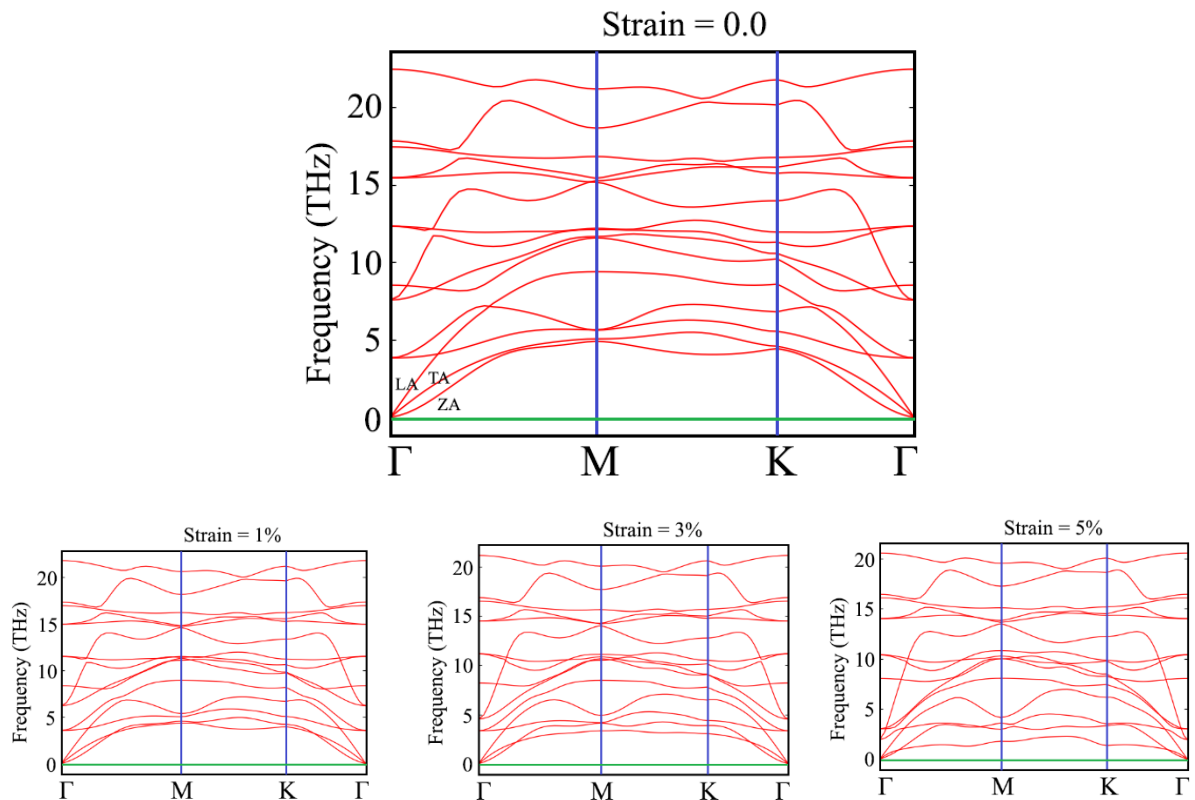 Strain = 0.0
Frequency (THz)
20
15
10
5
0
LA
TA
ZA
Γ M K Γ
Strain = 1%
Frequency (THz)
20
15
10
5
0
Γ M K Γ
Strain = 3%
Frequency (THz)
20
15
10
5
0
Γ M K Γ
Strain = 5%
Frequency (THz)
20
15
10
5
0
Γ M K Γ